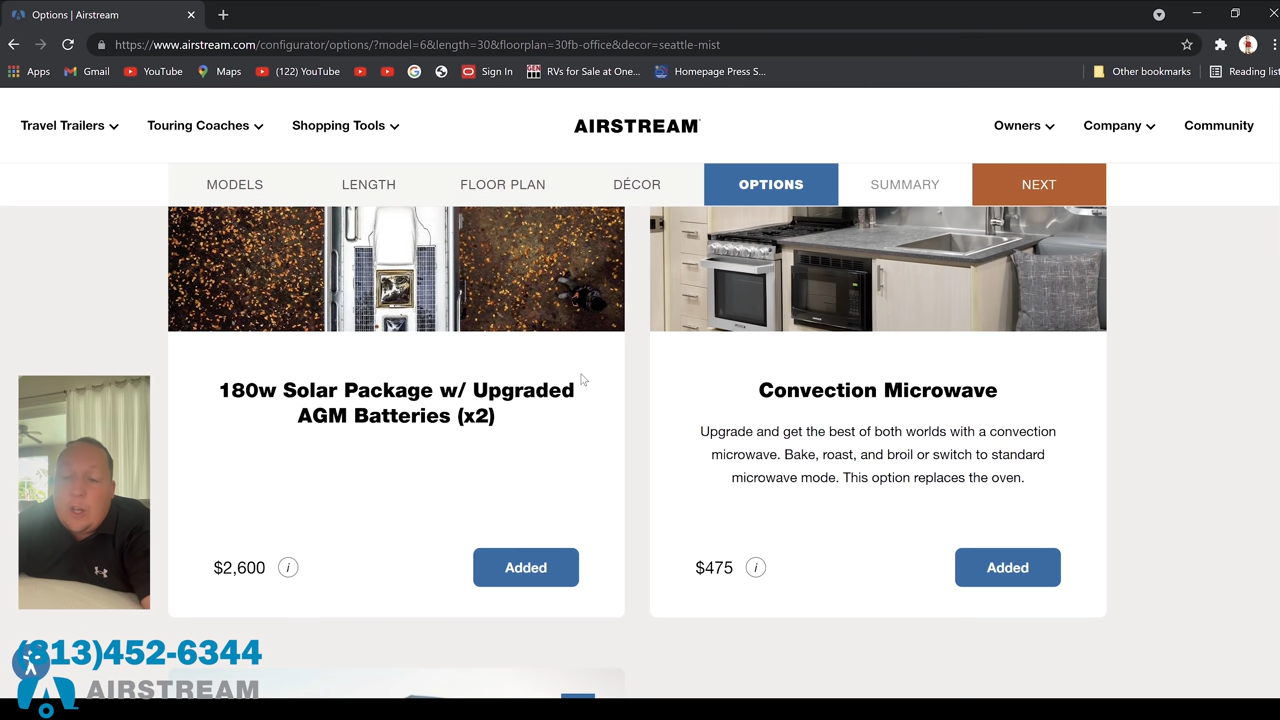 Options | Airstream
https://www.airstream.com/configurator/options/?model=6&length=30&floorplan=30fb-office&decor=seattle-mist
Apps Gmail YouTube Maps (122) YouTube Sign In RVs for Sale at One... Homepage Press S... Other bookmarks Reading list
Travel Trailers Touring Coaches Shopping Tools AIRSTREAM Owners Company Community
MODELS LENGTH FLOOR PLAN DÉCOR OPTIONS SUMMARY NEXT
180w Solar Package w/ Upgraded
AGM Batteries (x2)
$2,600 i Added
Convection Microwave
Upgrade and get the best of both worlds with a convection
microwave. Bake, roast, and broil or switch to standard
microwave mode. This option replaces the oven.
$475 i Added
(813)452-6344
AIRSTREAM